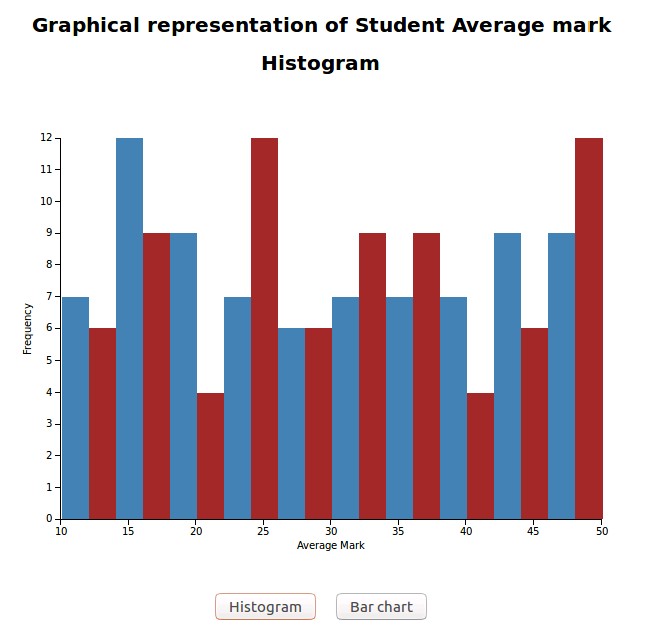 Graphical representation of Student Average mark
Histogram
12
11
10
9
8
7
6
5
4
3
2
1
0
Frequency
10 15 20 25 30 35 40 45 50
Average Mark
Histogram Bar chart